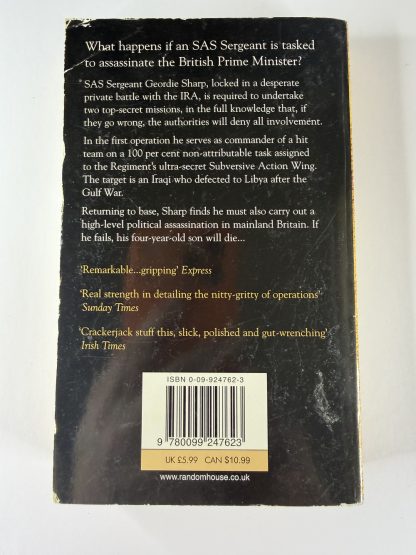 What happens if an SAS Sergeant is tasked
to assassinate the British Prime Minister?
SAS Sergeant Geordie Sharp, locked in a desperate
private battle with the IRA, is required to undertake
two top-secret missions, in the full knowledge that, if
they go wrong, the authorities will deny all involvement.
In the first operation he serves as commander of a hit
team on a 100 per cent non-attributable task assigned
to the Regiment's ultra-secret Subversive Action Wing.
The target is an Iraqi who defected to Libya after the
Gulf War.
Returning to base, Sharp finds he must also carry out a
high-level political assassination in mainland Britain. If
he fails, his four-year-old son will die...
'Remarkable...gripping' Express
'Real strength in detailing the nitty-gritty of operations'
Sunday Times
'Crackerjack stuff this, slick, polished and gut-wrenching'
Irish Times
ISBN 0-09-924762-3
9 780099 247623
UK £5.99 CAN $10.99
www.randomhouse.co.uk